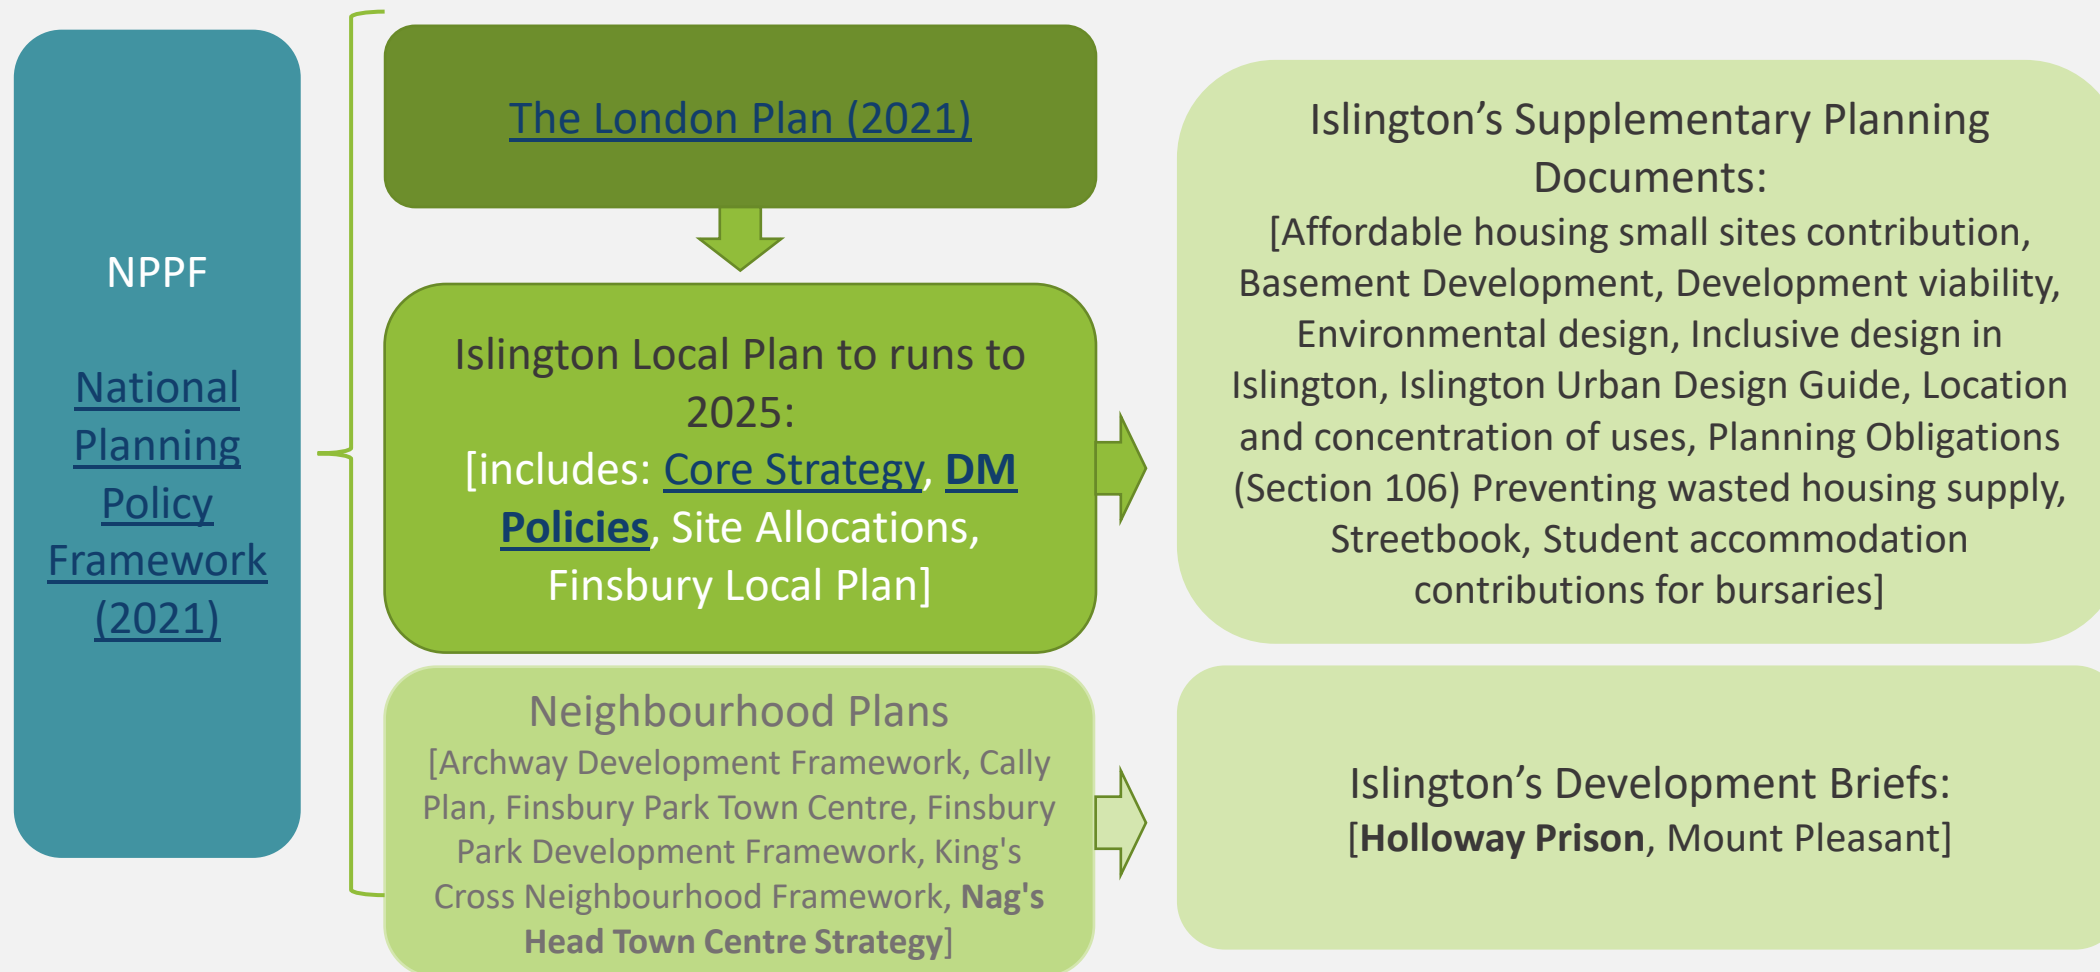 NPPF
National
Planning
Policy
Framework
(2021)
The London Plan (2021)
Islington Local Plan to runs to
2025:
[includes: Core Strategy, DM
Policies, Site Allocations,
Finsbury Local Plan]
Neighbourhood Plans
[Archway Development Framework, Cally
Plan, Finsbury Park Town Centre, Finsbury
Park Development Framework, King's
Cross Neighbourhood Framework, Nag's
Head Town Centre Strategy]
Islington’s Supplementary Planning
Documents:
[Affordable housing small sites contribution,
Basement Development, Development viability,
Environmental design, Inclusive design in
Islington, Islington Urban Design Guide, Location
and concentration of uses, Planning Obligations
(Section 106) Preventing wasted housing supply,
Streetbook, Student accommodation
contributions for bursaries]
Islington’s Development Briefs:
[Holloway Prison, Mount Pleasant]